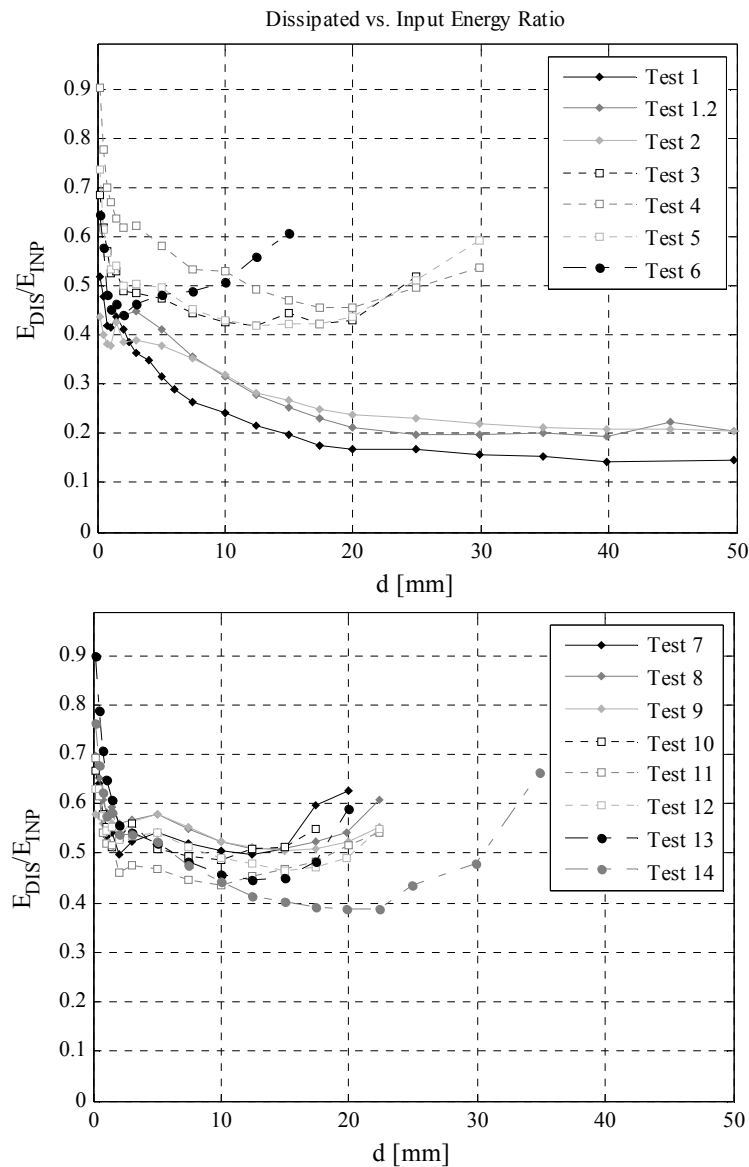 Dissipated vs. Input Energy Ratio
E_DIS/E_INP
0.9
0.8
0.7
0.6
0.5
0.4
0.3
0.2
0.1
0
0 10 20 30 40 50
d [mm]
Test 1
Test 1.2
Test 2
Test 3
Test 4
Test 5
Test 6
E_DIS/E_INP
0.9
0.8
0.7
0.6
0.5
0.4
0.3
0.2
0.1
0
0 10 20 30 40 50
d [mm]
Test 7
Test 8
Test 9
Test 10
Test 11
Test 12
Test 13
Test 14